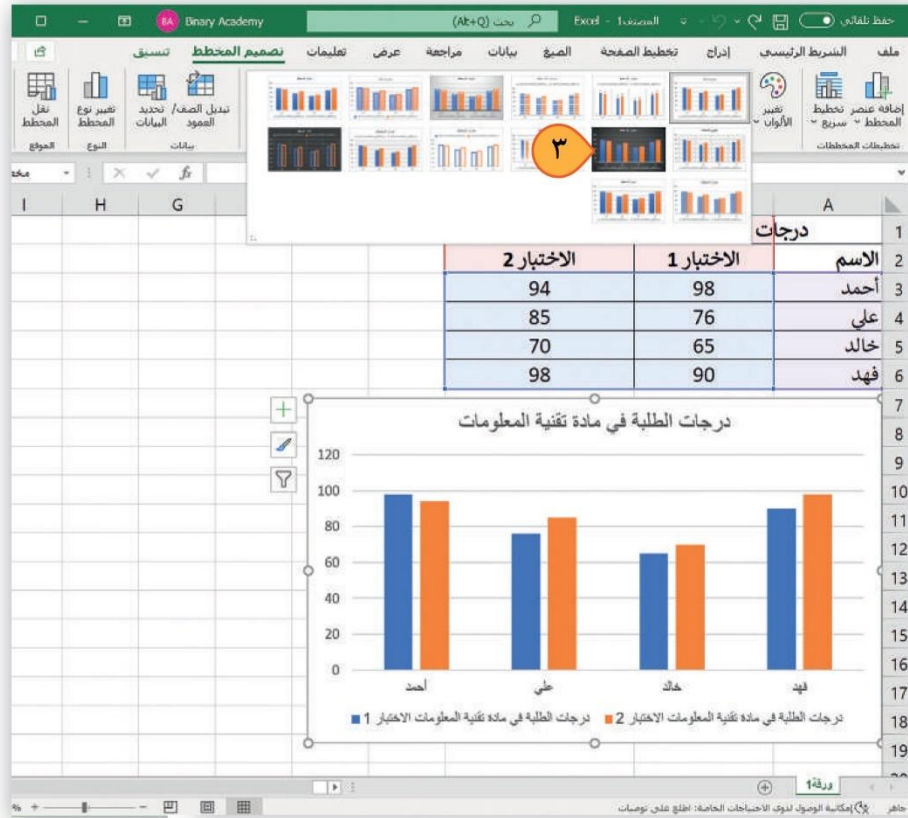 حفظ تلقائي
المصنف1 - Excel
بحث (Alt+Q)
Binary Academy
BA
ملف
الشريط الرئيسي
إدراج
تخطيط الصفحة
الصيغ
بيانات
مراجعة
عرض
تعليمات
تصميم المخطط
تنسيق
إضافة عنصر المخطط
تخطيط سريع
تغيير الألوان
تبديل الصف/ العمود
تحديد البيانات
تغيير نوع المخطط
نقل المخطط
تخطيطات المخططات
بيانات
النوع
الموقع
٣
fx
A
G
H
I
1 درجات
2 الاسم الاختبار 1 الاختبار 2
3 أحمد 98 94
4 علي 76 85
5 خالد 65 70
6 فهد 90 98
7
8
9
10
11
12
13
14
15
16
17
18
19
درجات الطلبة في مادة تقنية المعلومات
120
100
80
60
40
20
0
أحمد علي خالد فهد
درجات الطلبة في مادة تقنية المعلومات الاختبار 1
درجات الطلبة في مادة تقنية المعلومات الاختبار 2
ورقة1
إمكانية الوصول لذوي الاحتياجات الخاصة: اطلع على توصيات
%